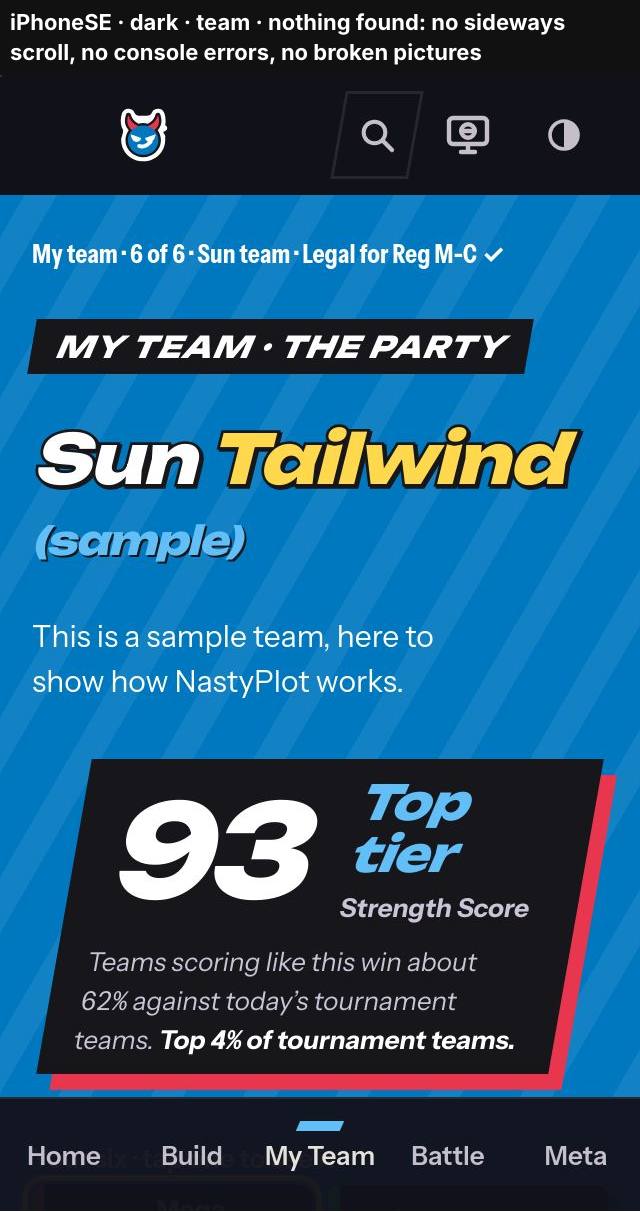 iPhoneSE · dark · team · nothing found: no sideways
scroll, no console errors, no broken pictures
My team · 6 of 6 · Sun team · Legal for Reg M-C ✓
MY TEAM · THE PARTY
Sun Tailwind
(sample)
This is a sample team, here to
show how NastyPlot works.
93
Top
tier
Strength Score
Teams scoring like this win about
62% against today’s tournament
teams. Top 4% of tournament teams.
Home Build My Team Battle Meta